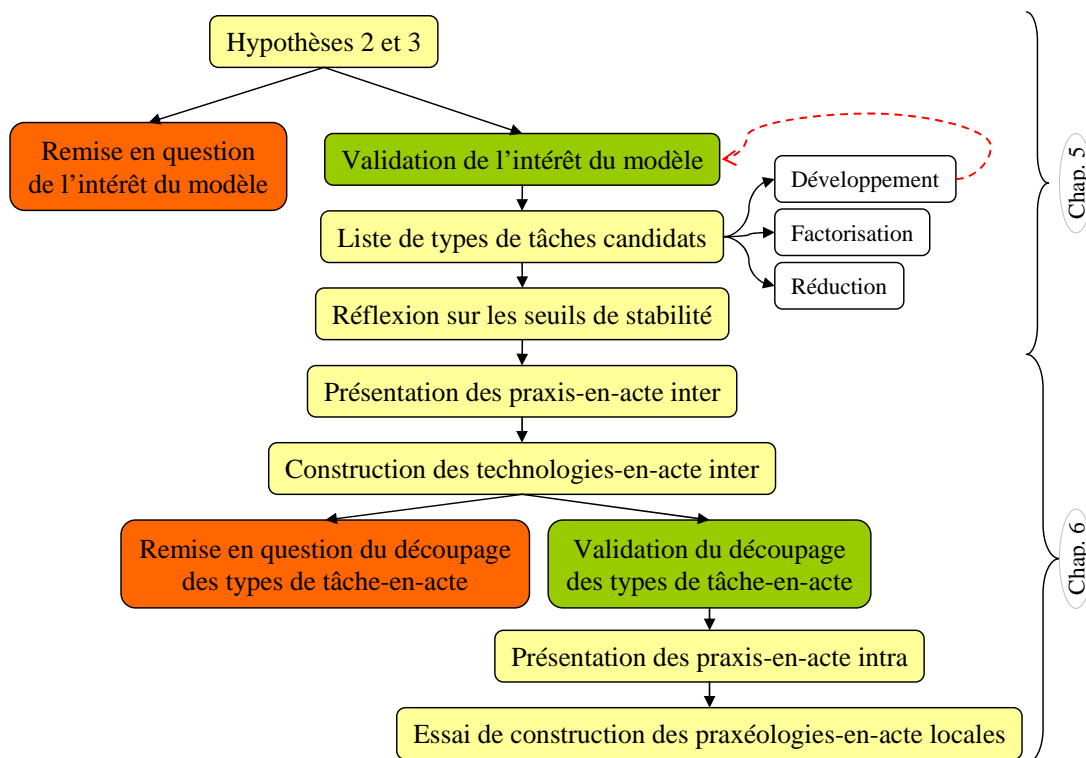 Hypothèses 2 et 3
Remise en question
de l'intérêt du modèle
Validation de l'intérêt du modèle
Développement
Liste de types de tâches candidats
Factorisation
Réduction
Chap. 5
Réflexion sur les seuils de stabilité
Présentation des praxis-en-acte inter
Construction des technologies-en-acte inter
Remise en question du découpage
des types de tâche-en-acte
Validation du découpage
des types de tâche-en-acte
Chap. 6
Présentation des praxis-en-acte intra
Essai de construction des praxéologies-en-acte locales